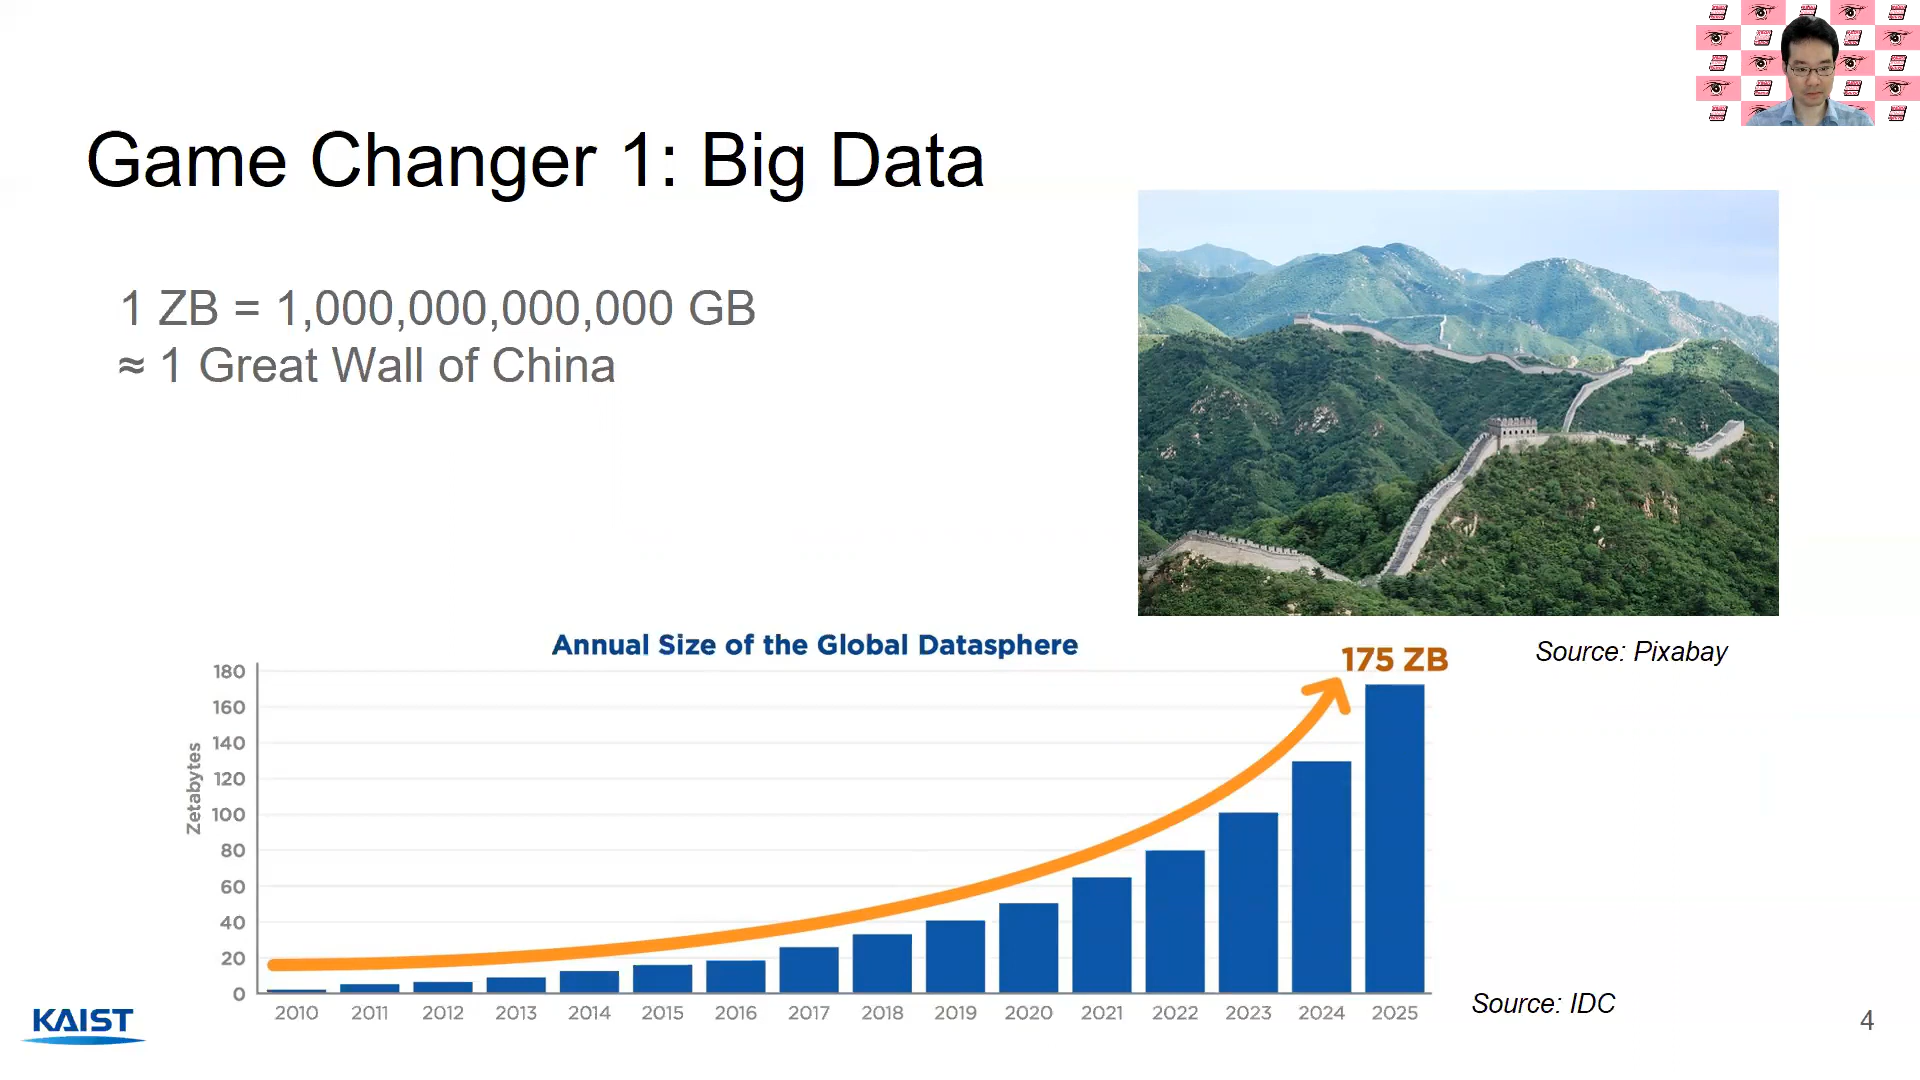 Game Changer 1: Big Data
1 ZB = 1,000,000,000,000 GB
≈ 1 Great Wall of China
Source: Pixabay
Annual Size of the Global Datasphere
175 ZB
Zetabytes
180
160
140
120
100
80
60
40
20
0
2010 2011 2012 2013 2014 2015 2016 2017 2018 2019 2020 2021 2022 2023 2024 2025
Source: IDC
KAIST
4